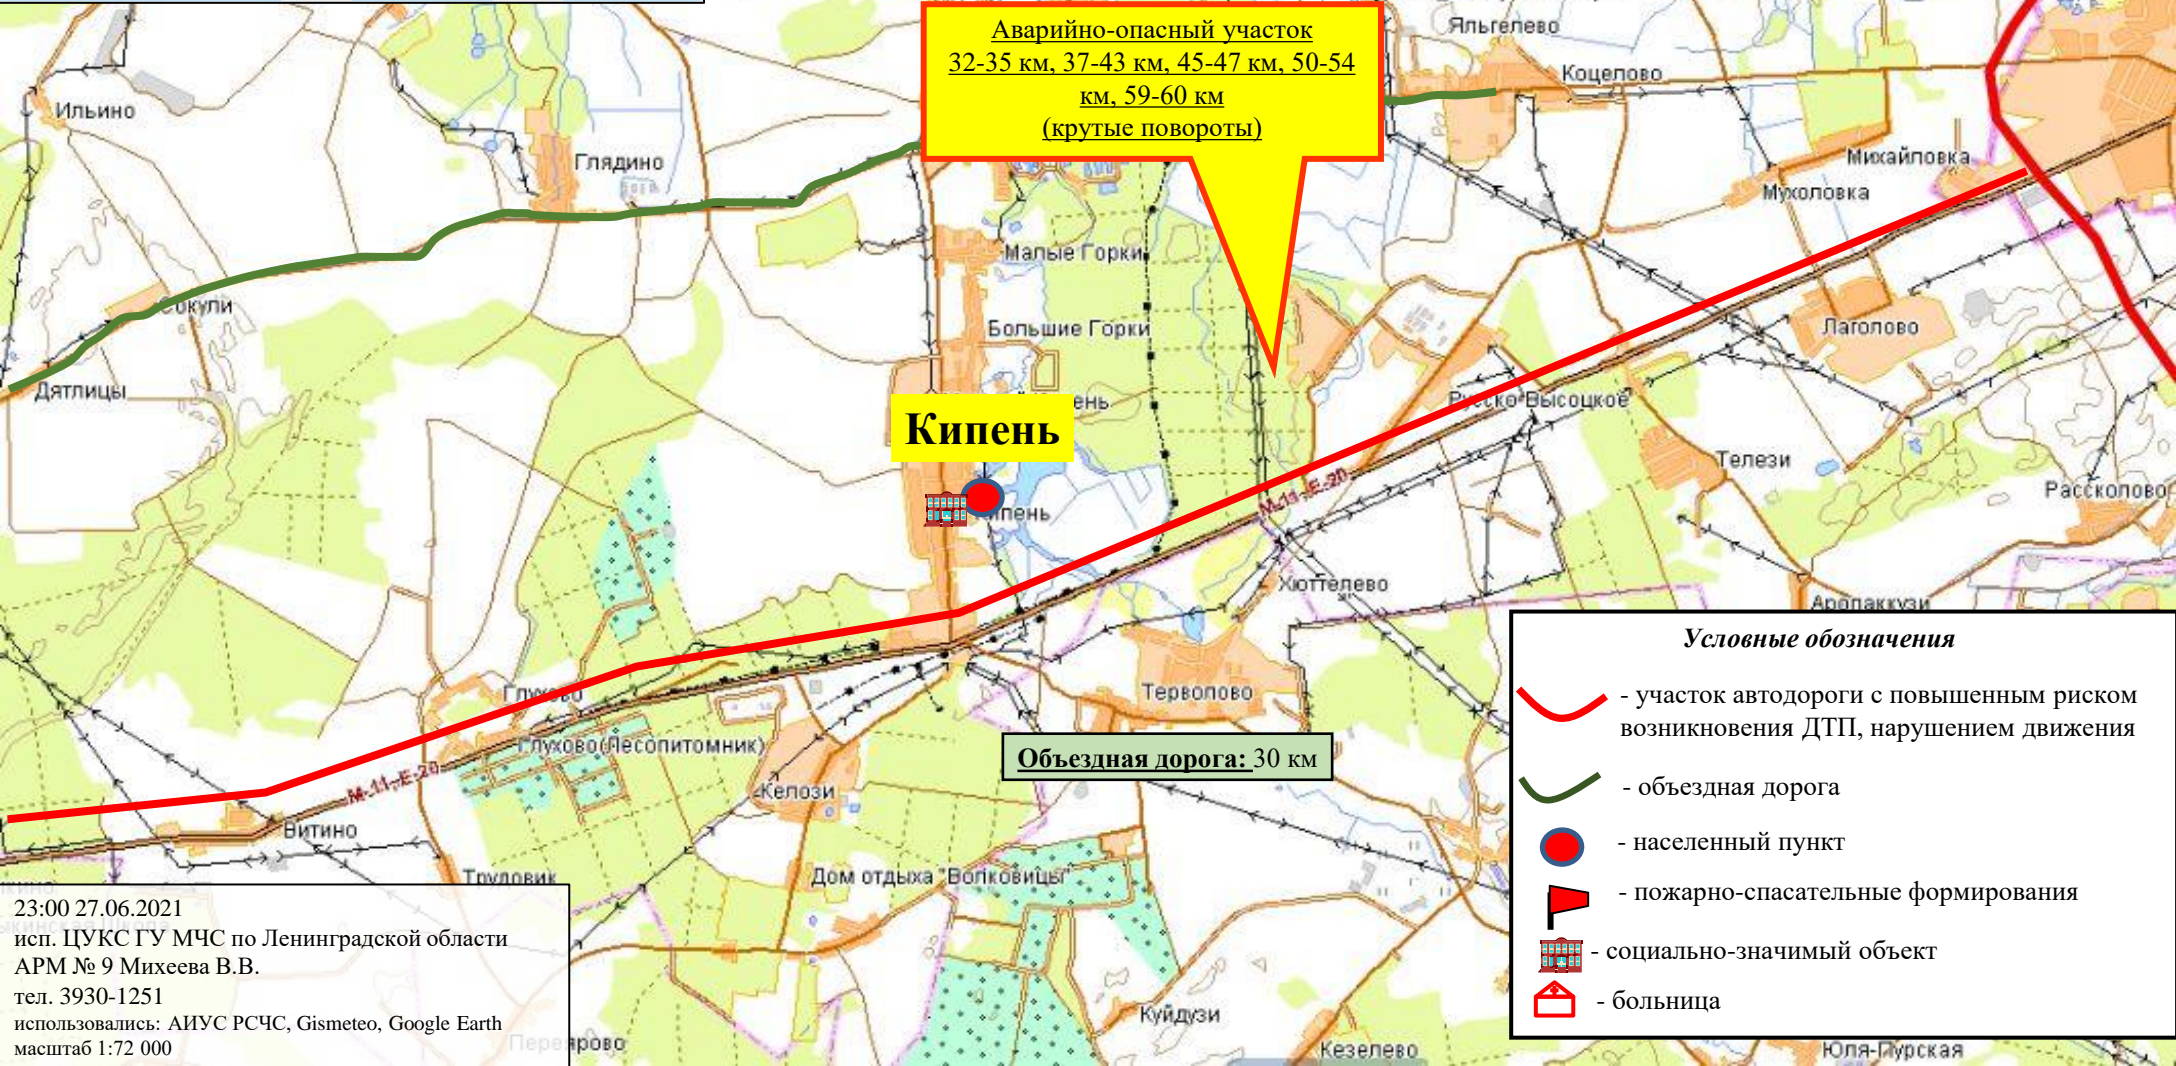 Аварийно-опасный участок
32-35 км, 37-43 км, 45-47 км, 50-54
км, 59-60 км
(крутые повороты)
Яльгелево
Коцелово
Ильино
Глядино
Михайловка
Мухоловка
Малые Горки
Сокули
Большие Горки
Лаголово
Дятлицы
Русско-Высоцкое
Кипень
Телези
М-11, Е-20
Рассколово
Кипень
Хюттелево
Аропаккузи
Глухово
Терволово
Глухово(Лесопитомник)
Объездная дорога: 30 км
М-11, Е-20
Келози
Витино
Трудовик
Дом отдыха "Волковицы"
Куйдузи
Переярово
Кезелево
Юля-Пурская
Условные обозначения
- участок автодороги с повышенным риском
возникновения ДТП, нарушением движения
- объездная дорога
- населенный пункт
- пожарно-спасательные формирования
- социально-значимый объект
- больница
23:00 27.06.2021
исп. ЦУКС ГУ МЧС по Ленинградской области
АРМ № 9 Михеева В.В.
тел. 3930-1251
использовались: АИУС РСЧС, Gismeteo, Google Earth
масштаб 1:72 000